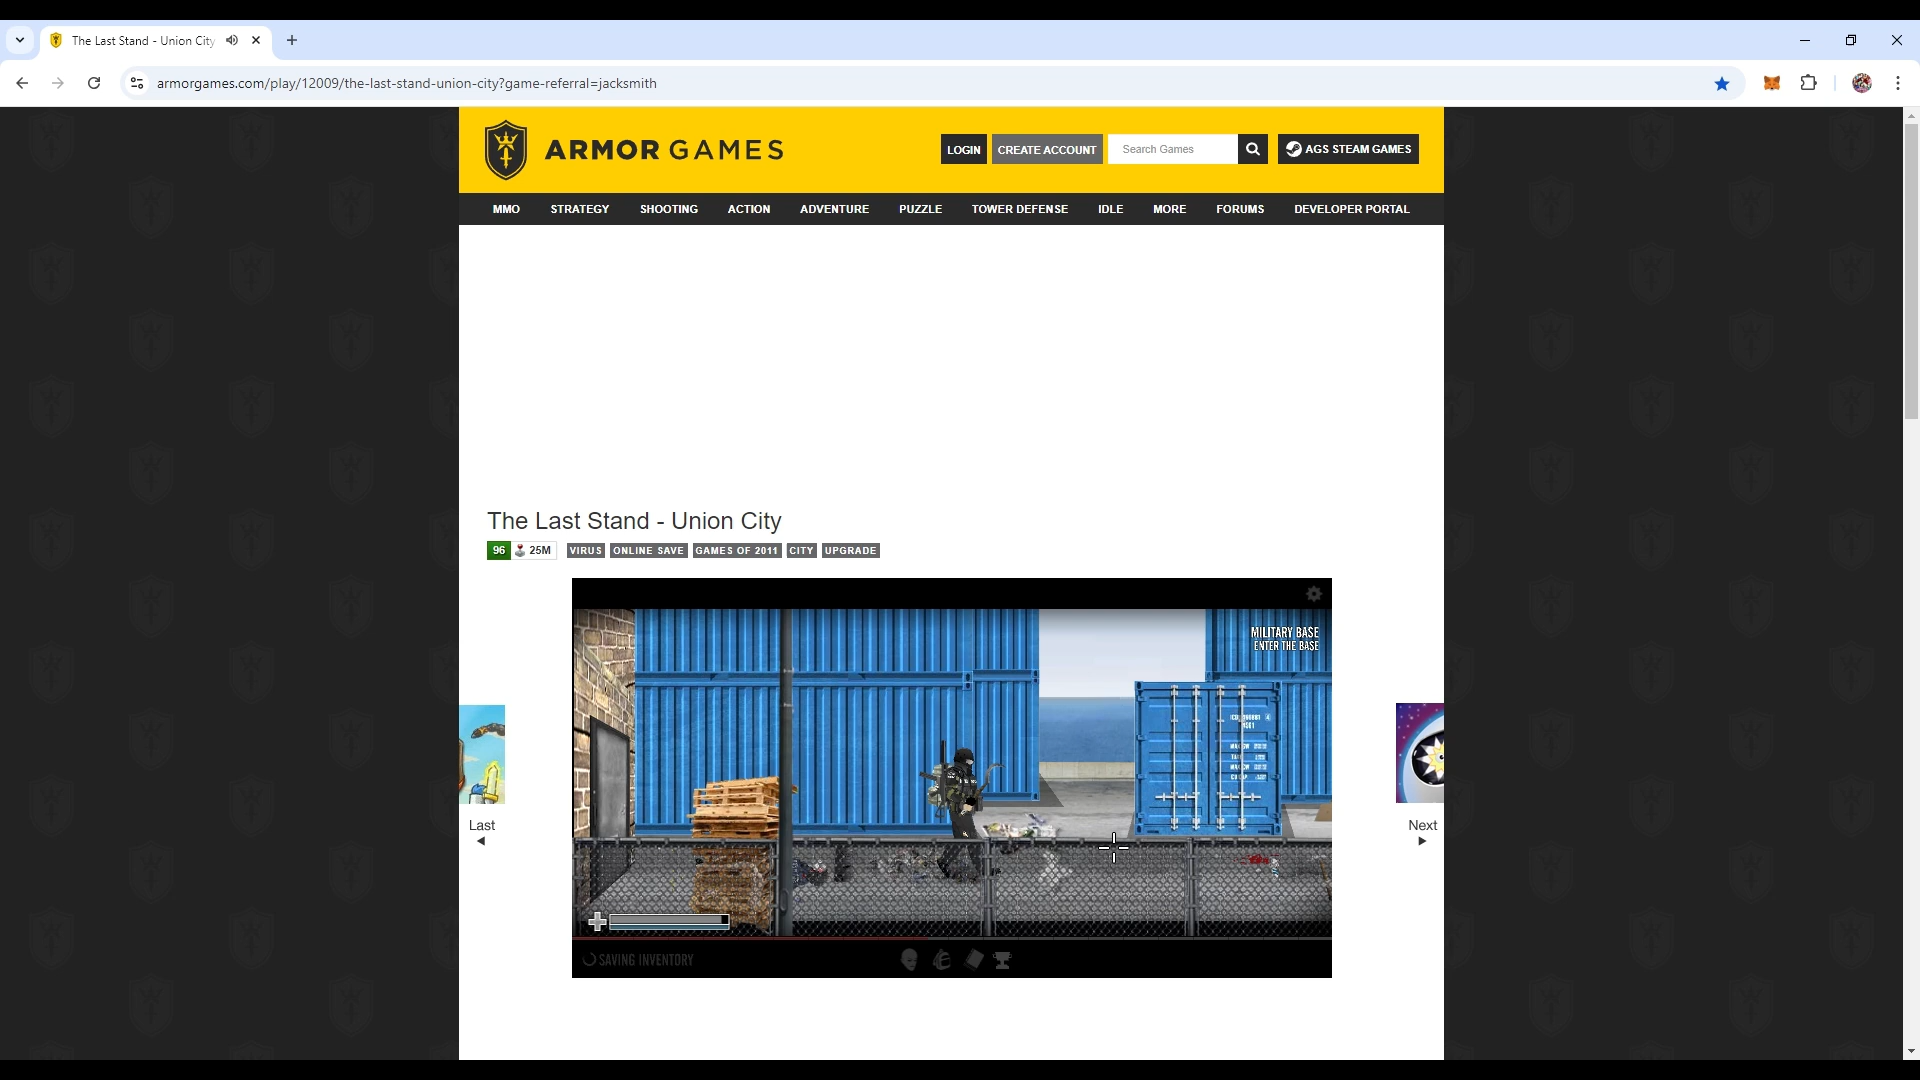 The Last Stand - Union City
armorgames.com/play/12009/the-last-stand-union-city?game-referral=jacksmith
ARMOR GAMES
LOGIN
CREATE ACCOUNT
Search Games
AGS STEAM GAMES
MMO STRATEGY SHOOTING ACTION ADVENTURE PUZZLE TOWER DEFENSE IDLE MORE FORUMS DEVELOPER PORTAL
The Last Stand - Union City
96 25M VIRUS ONLINE SAVE GAMES OF 2011 CITY UPGRADE
MILITARY BASE
ENTER THE BASE
Last
Next
SAVING INVENTORY